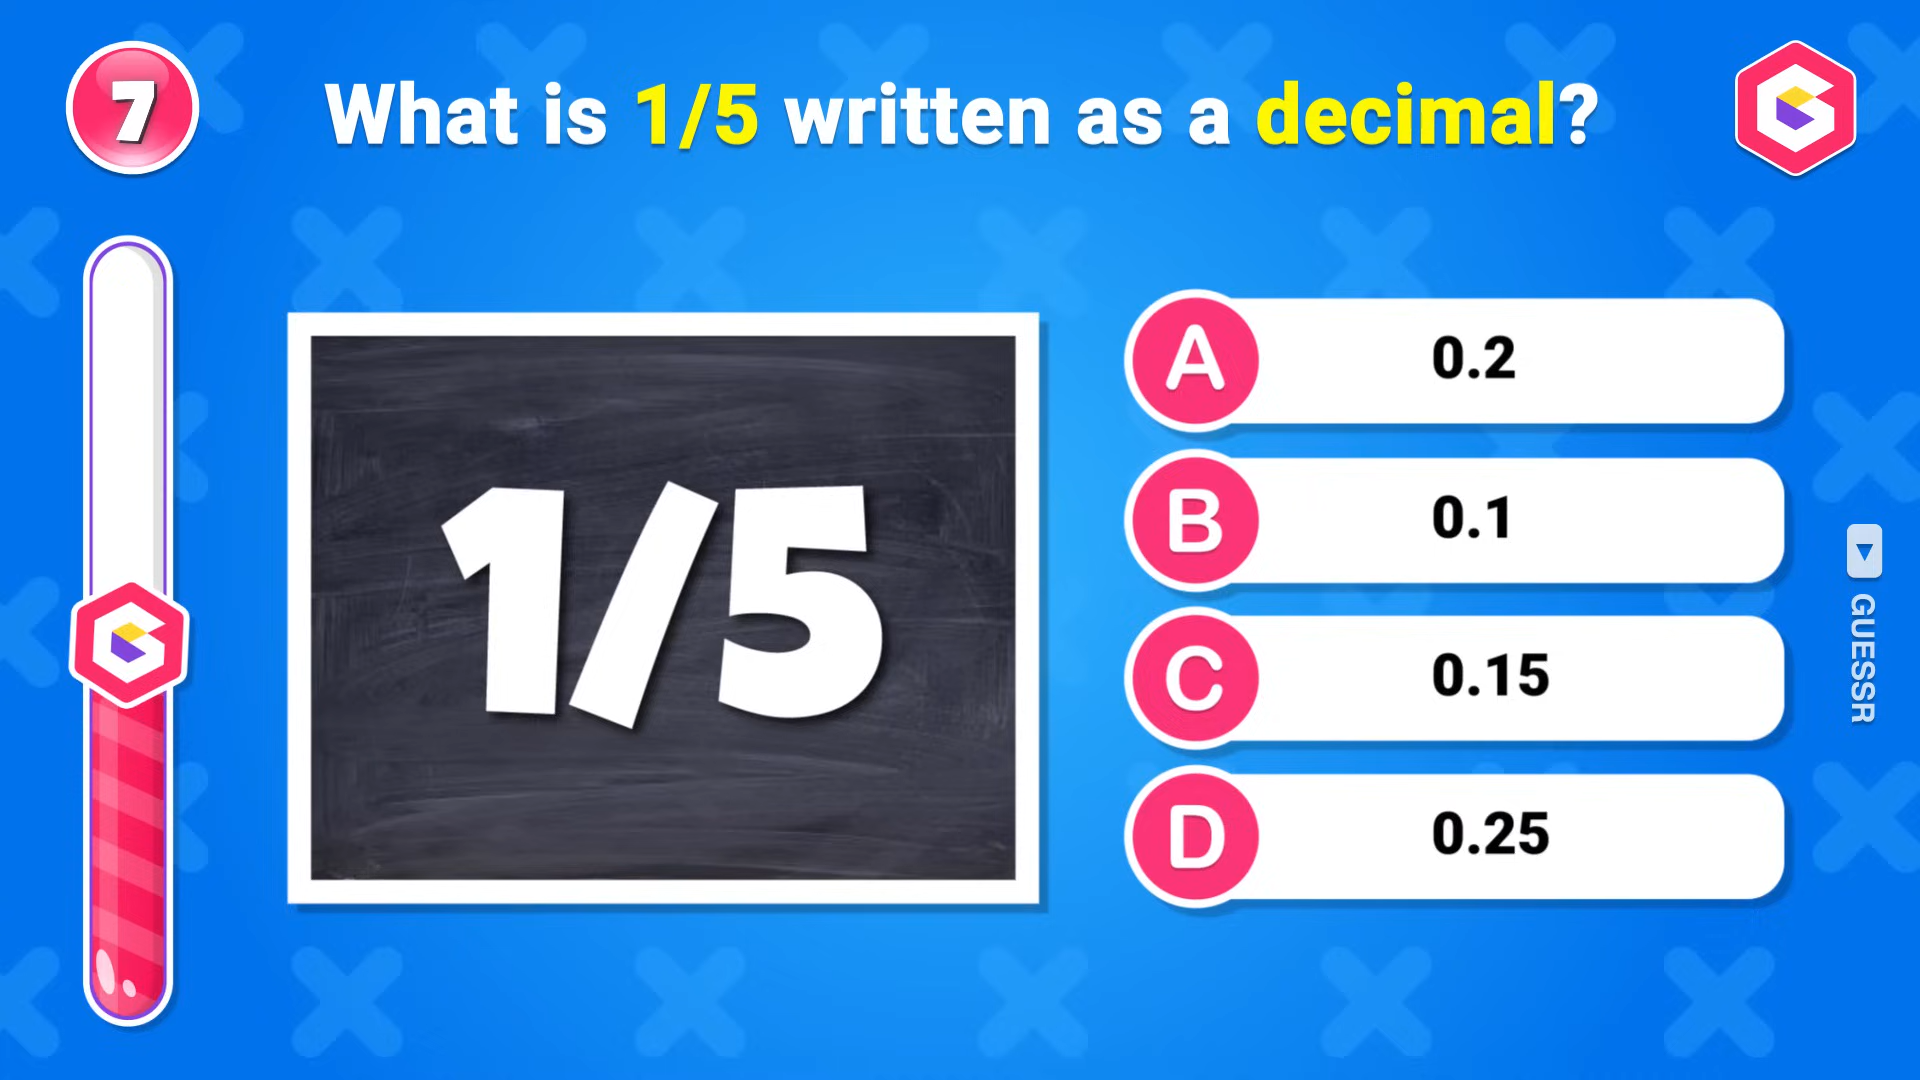 7
What is 1/5 written as a decimal?
1/5
A 0.2
B 0.1
C 0.15
D 0.25
GUESSR